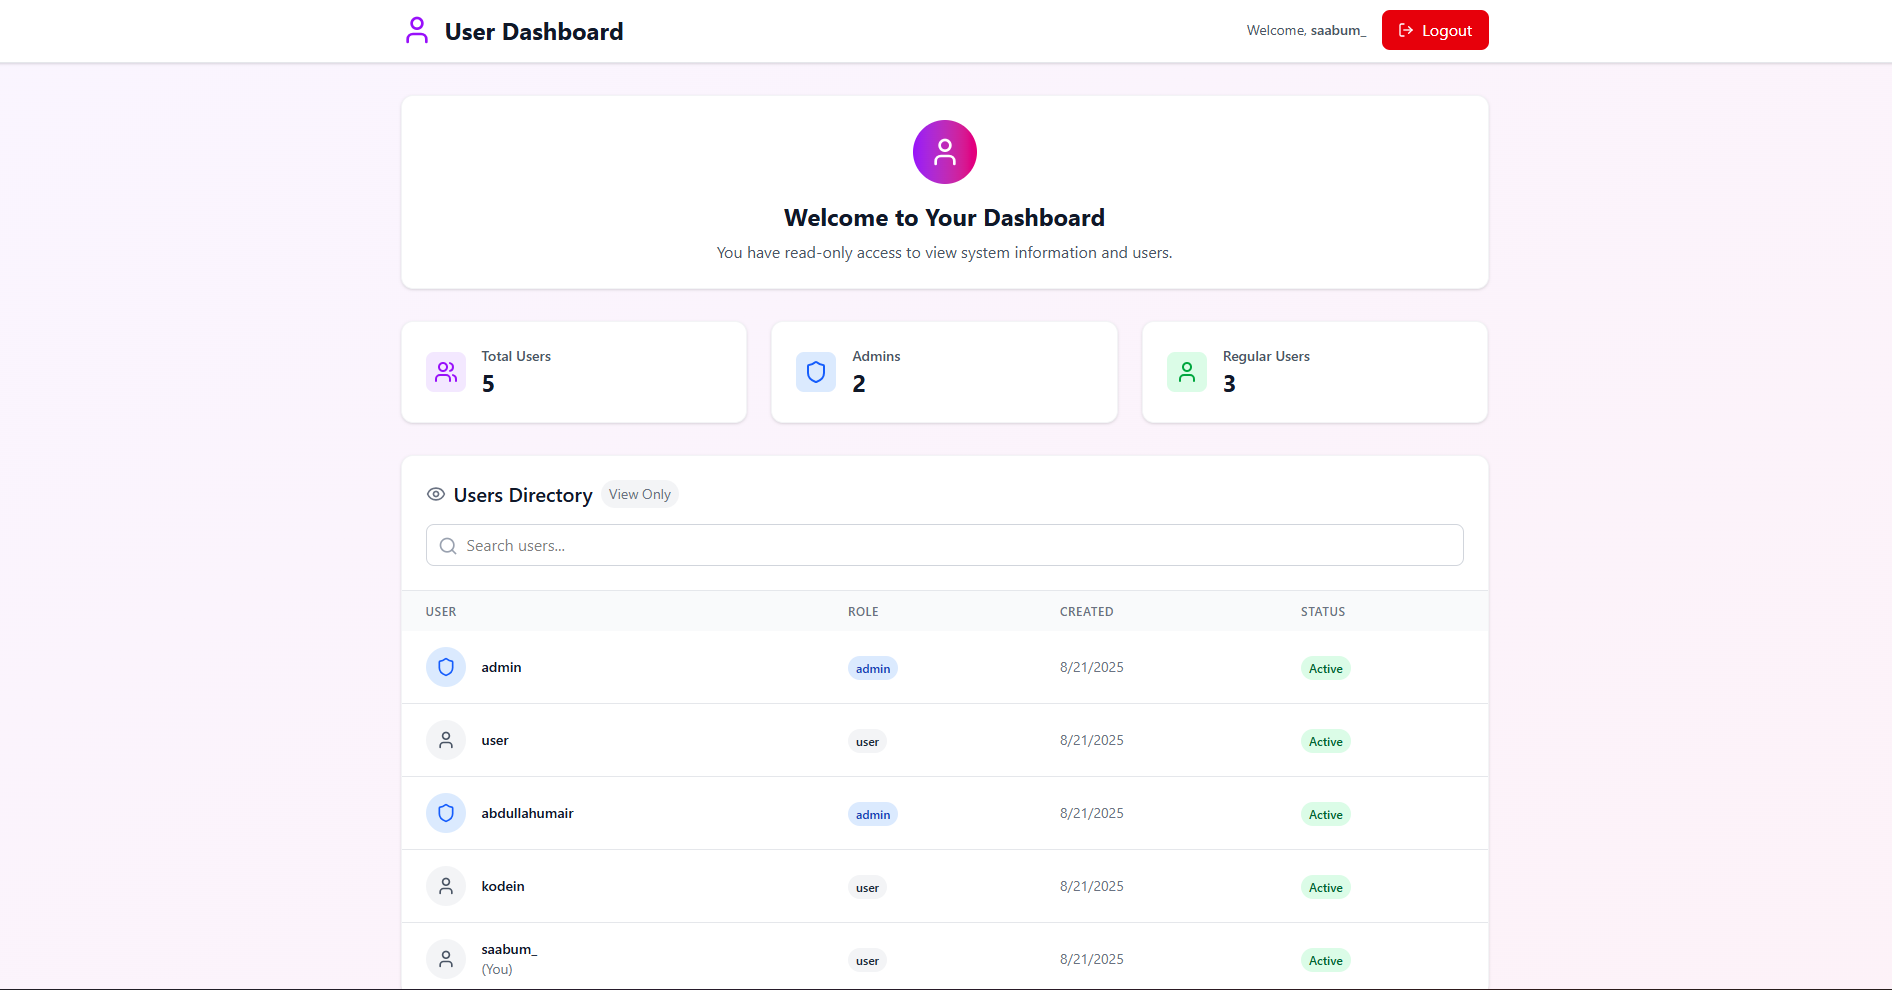 User Dashboard
Welcome, saabum_
Logout
Welcome to Your Dashboard
You have read-only access to view system information and users.
Total Users
5
Admins
2
Regular Users
3
Users Directory View Only
Search users...
USER ROLE CREATED STATUS
admin admin 8/21/2025 Active
user user 8/21/2025 Active
abdullahumair admin 8/21/2025 Active
kodein user 8/21/2025 Active
saabum_ user 8/21/2025 Active
(You)